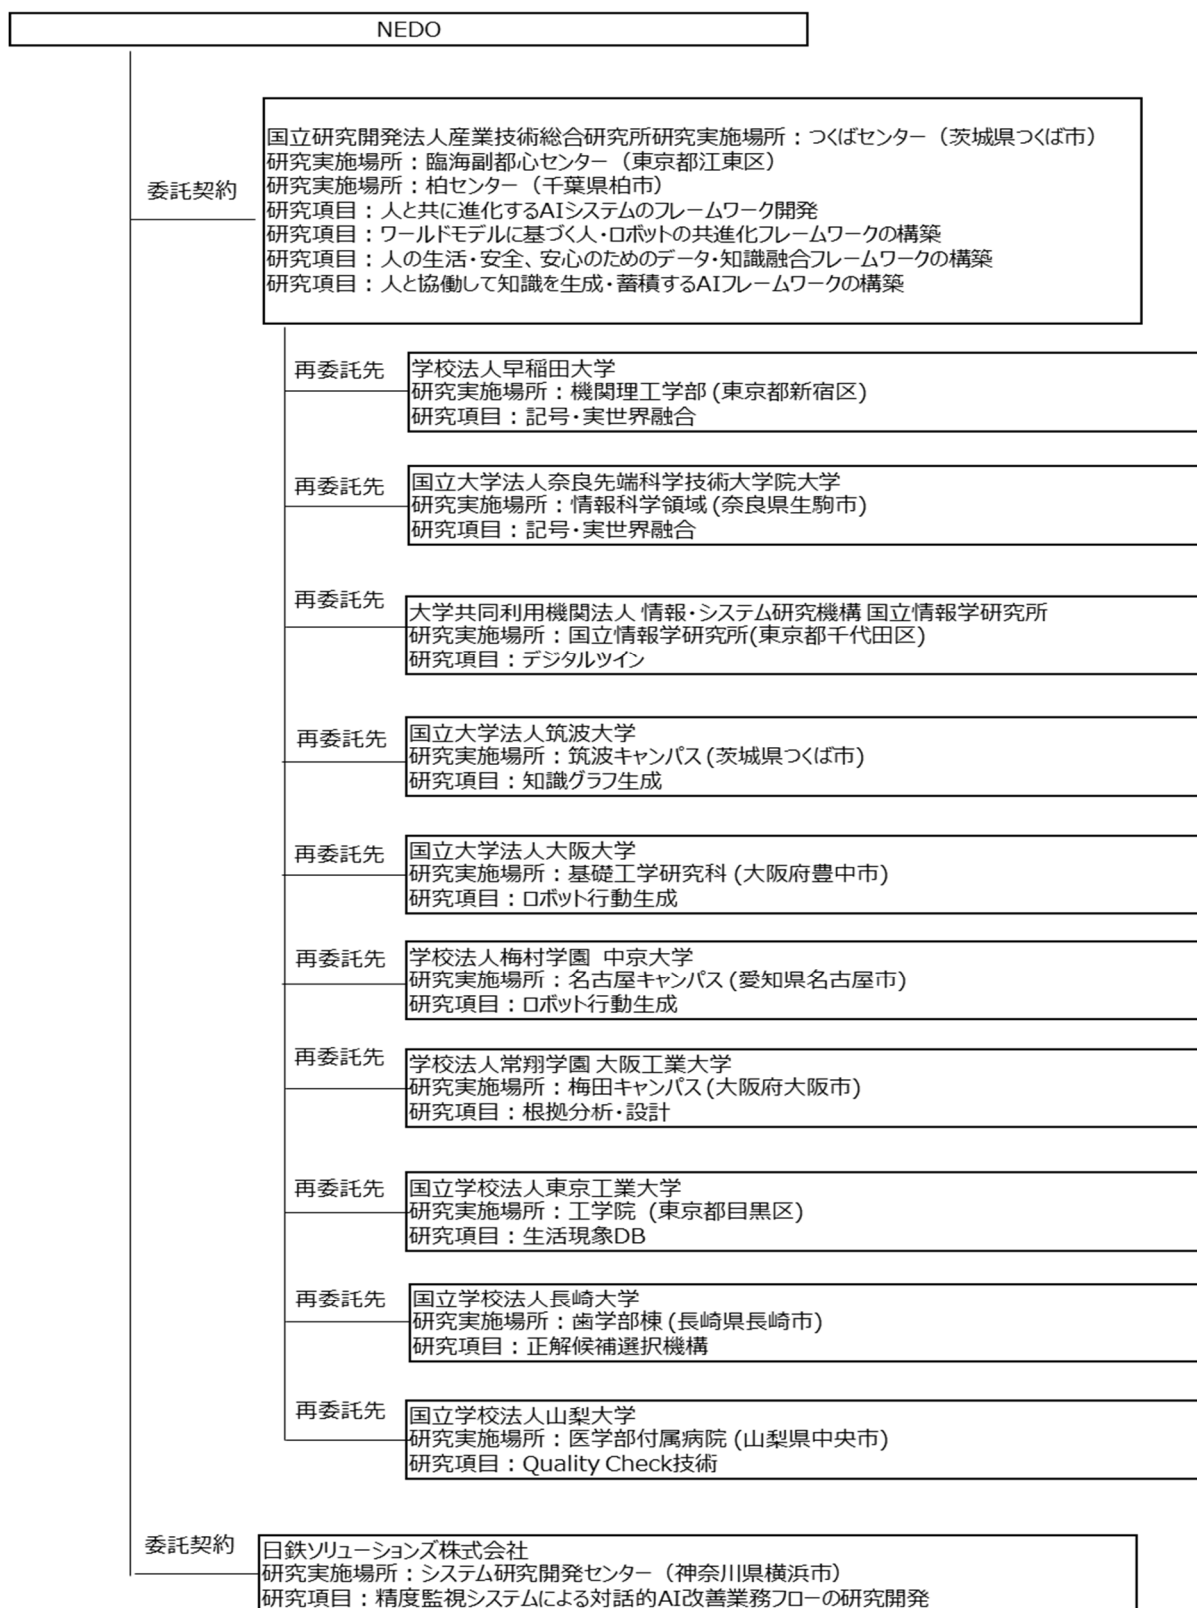 NEDO
委託契約
国立研究開発法人産業技術総合研究所研究実施場所：つくばセンター（茨城県つくば市）
研究実施場所：臨海副都心センター（東京都江東区）
研究実施場所：柏センター（千葉県柏市）
研究項目：人と共に進化するAIシステムのフレームワーク開発
研究項目：ワールドモデルに基づく人・ロボットの共進化フレームワークの構築
研究項目：人の生活・安全、安心のためのデータ・知識融合フレームワークの構築
研究項目：人と協働して知識を生成・蓄積するAIフレームワークの構築
再委託先
学校法人早稲田大学
研究実施場所：機関理工学部 (東京都新宿区)
研究項目：記号・実世界融合
再委託先
国立大学法人奈良先端科学技術大学院大学
研究実施場所：情報科学領域 (奈良県生駒市)
研究項目：記号・実世界融合
再委託先
大学共同利用機関法人 情報・システム研究機構 国立情報学研究所
研究実施場所：国立情報学研究所(東京都千代田区)
研究項目：デジタルツイン
再委託先
国立大学法人筑波大学
研究実施場所：筑波キャンパス (茨城県つくば市)
研究項目：知識グラフ生成
再委託先
国立大学法人大阪大学
研究実施場所：基礎工学研究科 (大阪府豊中市)
研究項目：ロボット行動生成
再委託先
学校法人梅村学園 中京大学
研究実施場所：名古屋キャンパス (愛知県名古屋市)
研究項目：ロボット行動生成
再委託先
学校法人常翔学園 大阪工業大学
研究実施場所：梅田キャンパス (大阪府大阪市)
研究項目：根拠分析・設計
再委託先
国立学校法人東京工業大学
研究実施場所：工学院 (東京都目黒区)
研究項目：生活現象DB
再委託先
国立学校法人長崎大学
研究実施場所：歯学部棟 (長崎県長崎市)
研究項目：正解候補選択機構
再委託先
国立学校法人山梨大学
研究実施場所：医学部付属病院 (山梨県中央市)
研究項目：Quality Check技術
委託契約
日鉄ソリューションズ株式会社
研究実施場所：システム研究開発センター（神奈川県横浜市）
研究項目：精度監視システムによる対話的AI改善業務フローの研究開発